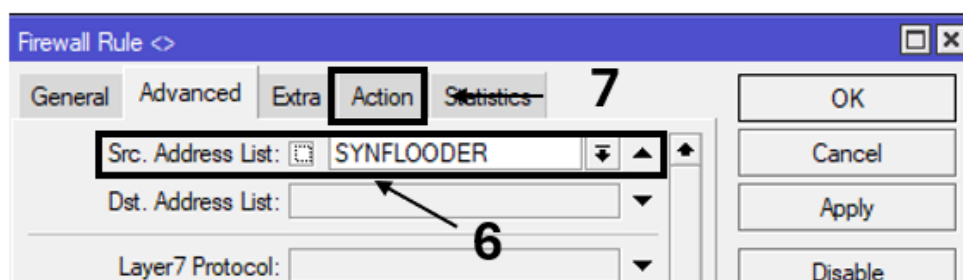 Firewall Rule <>
General Advanced Extra Action Statistics 7
OK
Src. Address List: SYNFLOODER
Cancel
Dst. Address List:
Apply
6
Layer7 Protocol:
Disable